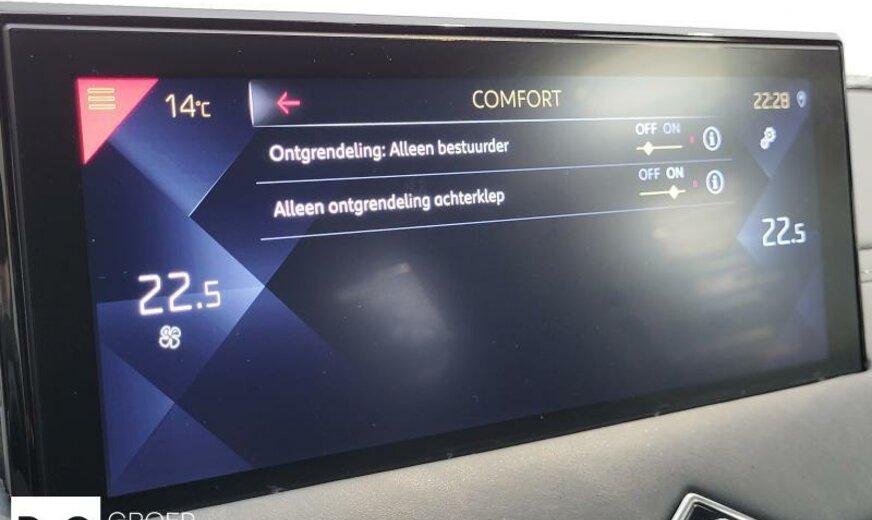 14°C
COMFORT
22:28
Ontgrendeling: Alleen bestuurder
OFF ON
Alleen ontgrendeling achterklep
OFF ON
22.5
22.5
GROEP